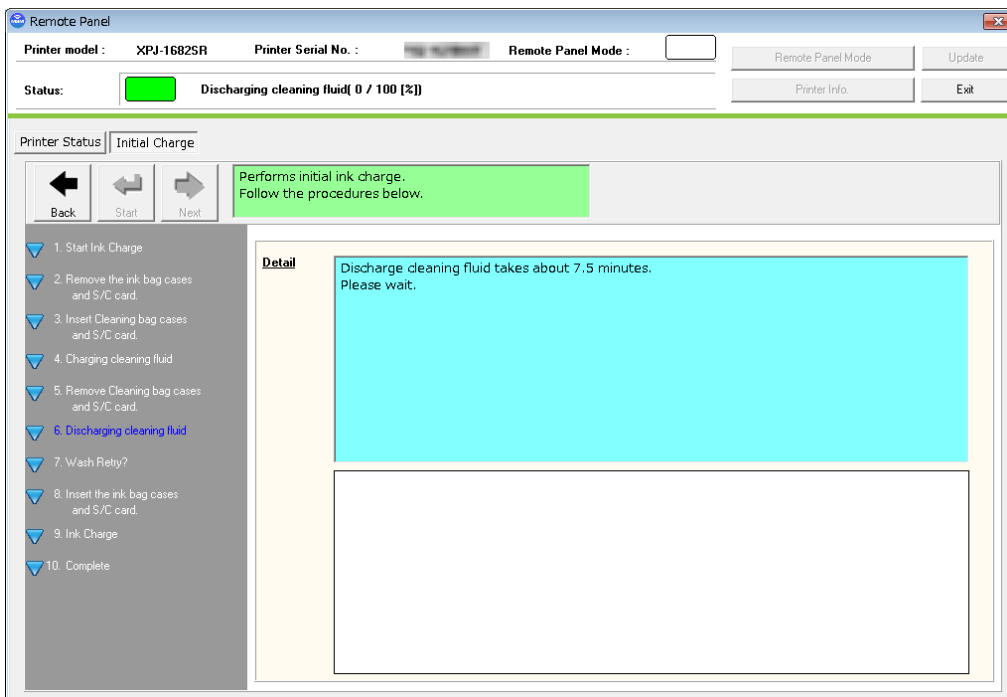 Remote Panel
Printer model : XPJ-1682SR Printer Serial No. : Remote Panel Mode :
Remote Panel Mode Update
Status: Discharging cleaning fluid( 0 / 100 [%])
Printer Info. Exit
Printer Status Initial Charge
Back Start Next
Performs initial ink charge.
Follow the procedures below.
1. Start Ink Charge
2. Remove the ink bag cases
and S/C card.
3. Insert Cleaning bag cases
and S/C card.
4. Charging cleaning fluid
5. Remove Cleaning bag cases
and S/C card.
6. Discharging cleaning fluid
7. Wash Retry?
8. Insert the ink bag cases
and S/C card.
9. Ink Charge
10. Complete
Detail
Discharge cleaning fluid takes about 7.5 minutes.
Please wait.